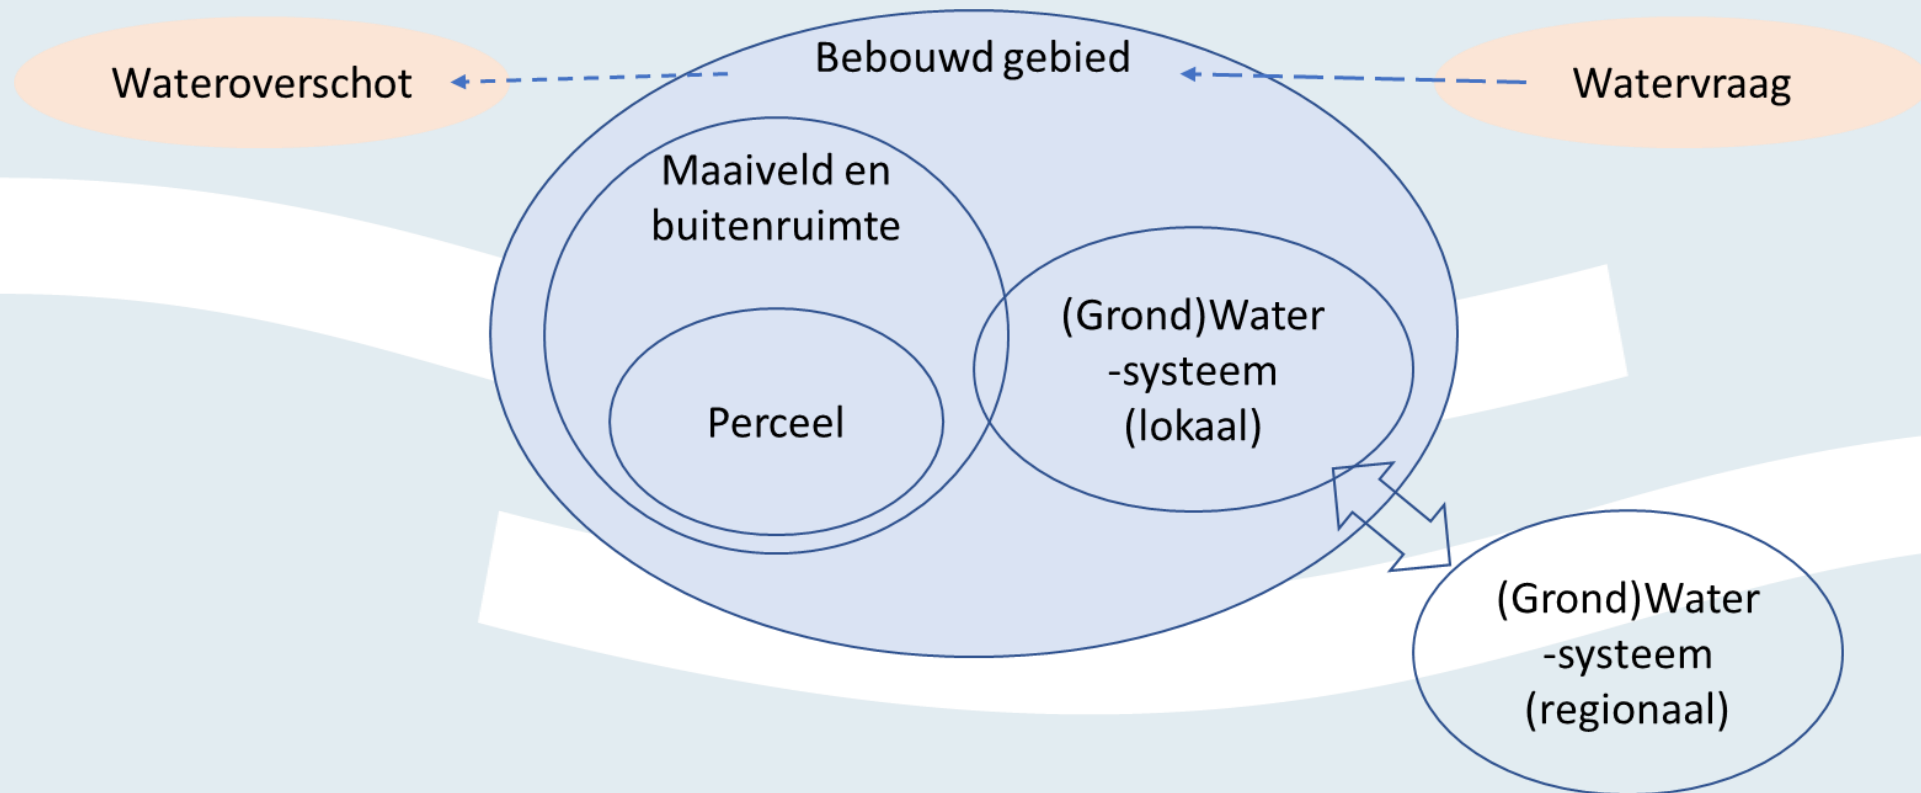 Wateroverschot
Bebouwd gebied
Watervraag
Maaiveld en
buitenruimte
Perceel
(Grond)Water
-systeem
(lokaal)
(Grond)Water
-systeem
(regionaal)